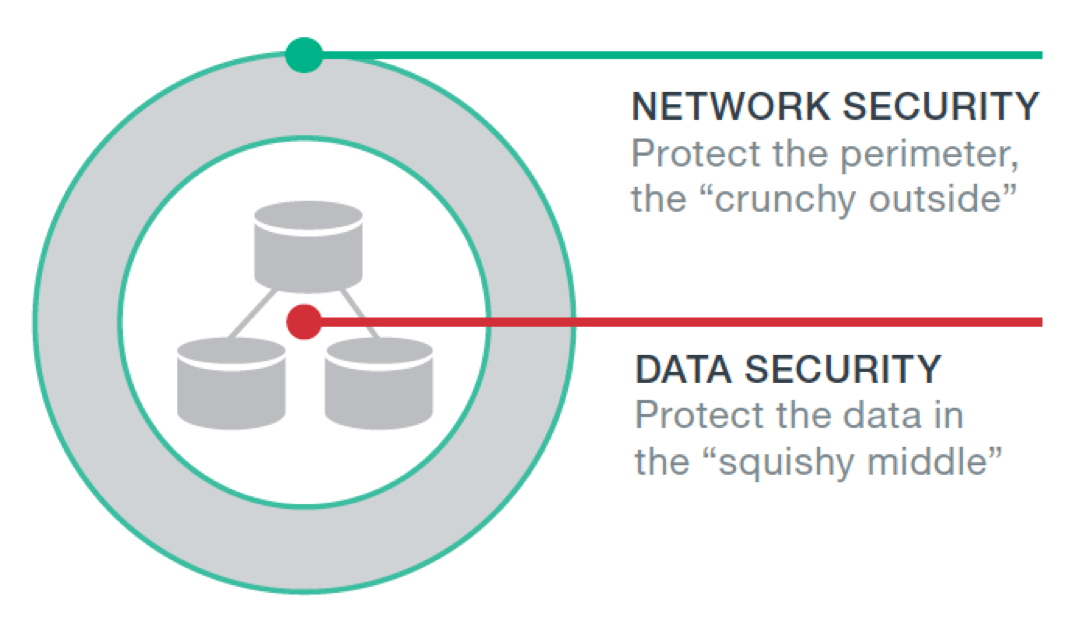 NETWORK SECURITY
Protect the perimeter,
the “crunchy outside”
DATA SECURITY
Protect the data in
the “squishy middle”